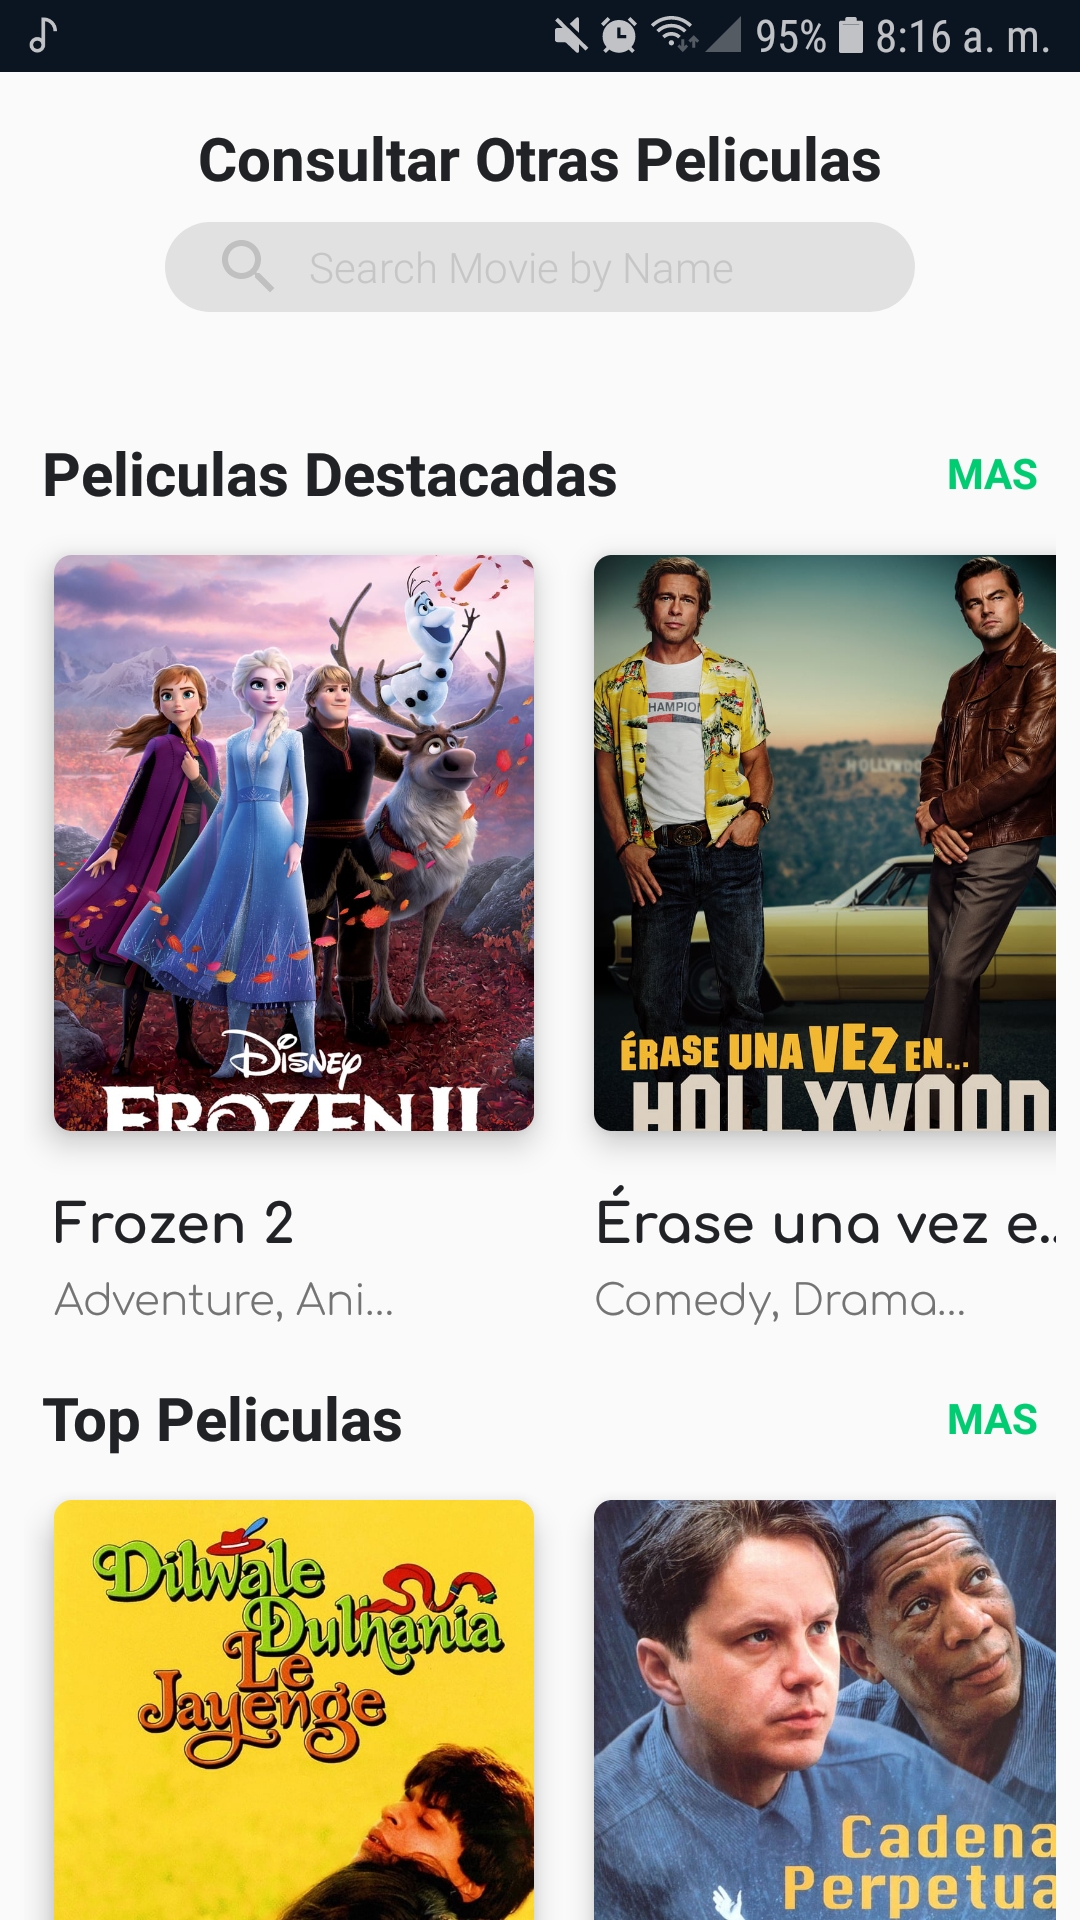 95% 8:16 a. m.
Consultar Otras Peliculas
Search Movie by Name
Peliculas Destacadas
MAS
HAMPION
HOLLYWOO
Disney
FROZEN II
ÉRASE UNA VEZ EN...
HOLLYWOOD
Frozen 2
Érase una vez e..
Adventure, Ani...
Comedy, Drama...
Top Peliculas
MAS
Dilwale
Dulhania
Le
Jayenge
Cadena
Perpetua